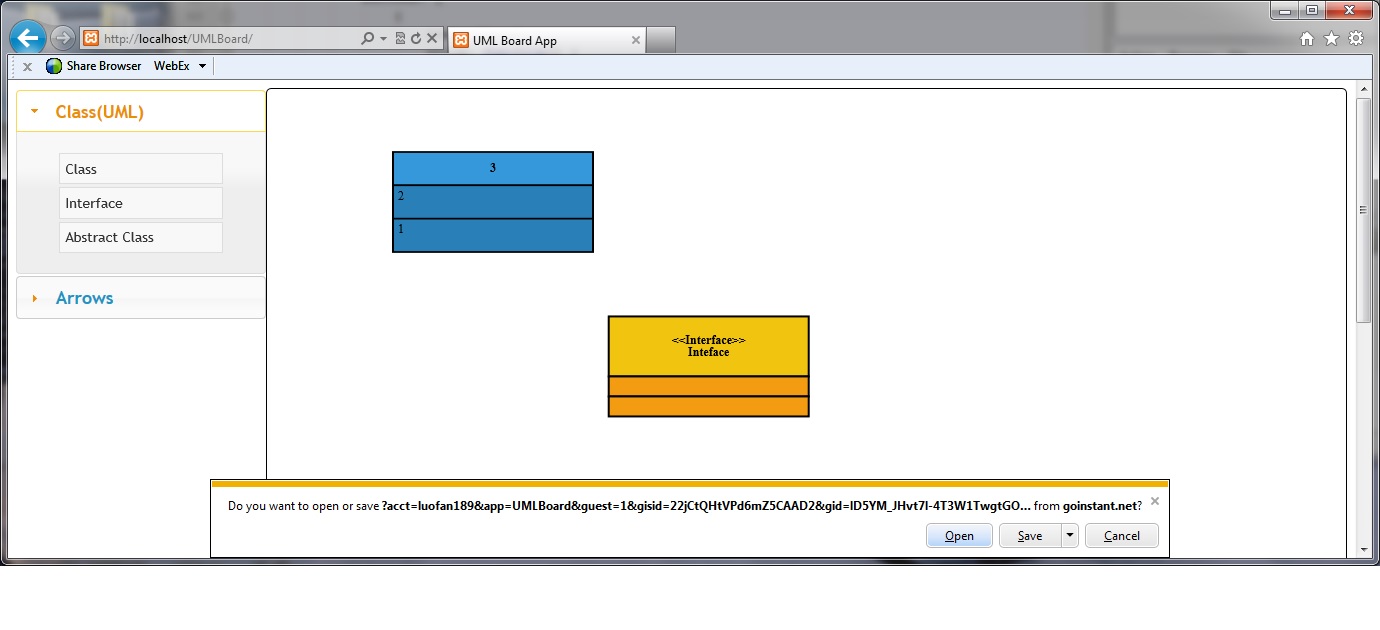 http://localhost/UMLBoard/
UML Board App
x Share Browser WebEx
Class(UML)
Class
Interface
Abstract Class
Arrows
3
2
1
<<Interface>>
Inteface
Do you want to open or save ?acct=luofan189&app=UMLBoard&guest=1&gisid=22jCtQHtVPd6mZ5CAAD2&gid=ID5YM_JHvt7I-4T3W1TwgtGO... from goinstant.net?
Open Save Cancel